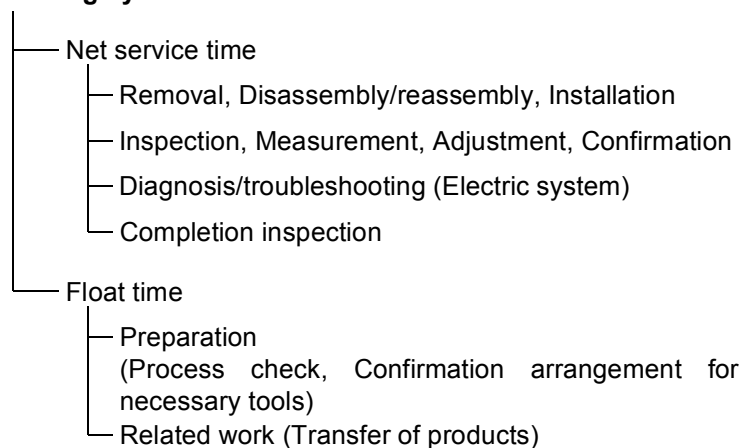 Net service time
Removal, Disassembly/reassembly, Installation
Inspection, Measurement, Adjustment, Confirmation
Diagnosis/troubleshooting (Electric system)
Completion inspection
Float time
Preparation
(Process check, Confirmation arrangement for
necessary tools)
Related work (Transfer of products)